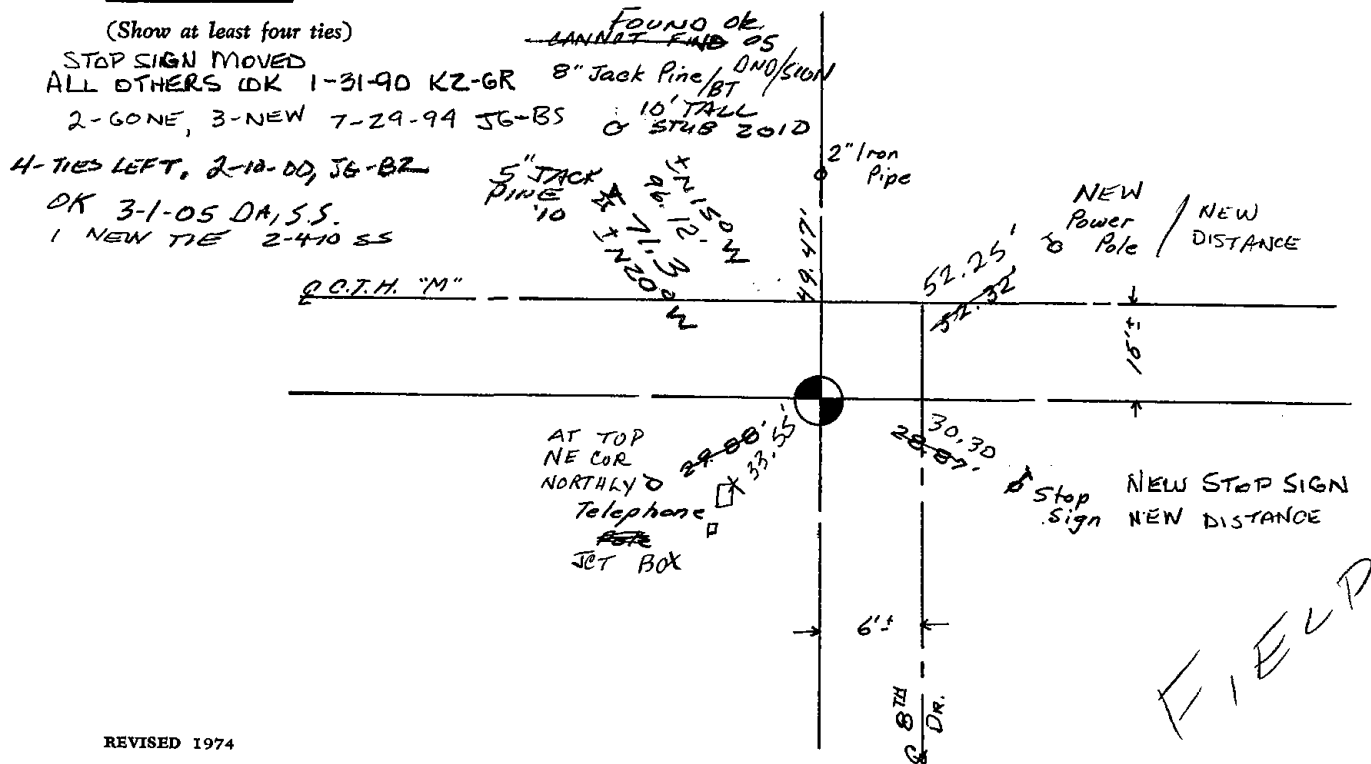 (Show at least four ties)
STOP SIGN MOVED
ALL OTHERS OK 1-31-90 KZ-GR
2-GONE, 3-NEW 7-29-94 JG-BS
4-TIES LEFT, 2-10-00, JG-BZ
OK 3-1-05 DA, S.S.
1 NEW TIE 2-4-10 SS
FOUND OK
CANNOT FIND 05
8" Jack Pine/BT DNO/SIGN
10' TALL
STUB 2010
5" JACK
PINE
'10
±N15°W
96.12'
71.3
±N20°W
2" Iron
Pipe
49.47'
NEW
Power
Pole / NEW
DISTANCE
52.25'
52.32'
℄ C.T.H. "M"
15'±
AT TOP
NE COR
NORTHLY
Telephone
Pole
JCT BOX
29.88'
33.55'
30.30
28.87'
Stop
Sign
NEW STOP SIGN
NEW DISTANCE
6'±
℄ 8TH
DR.
FIELD
REVISED 1974